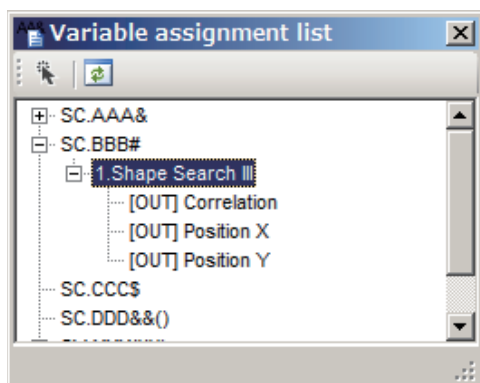 Variable assignment list
SC.AAA&
SC.BBB#
1.Shape Search III
[OUT] Correlation
[OUT] Position X
[OUT] Position Y
SC.CCC$
SC.DDD&&()